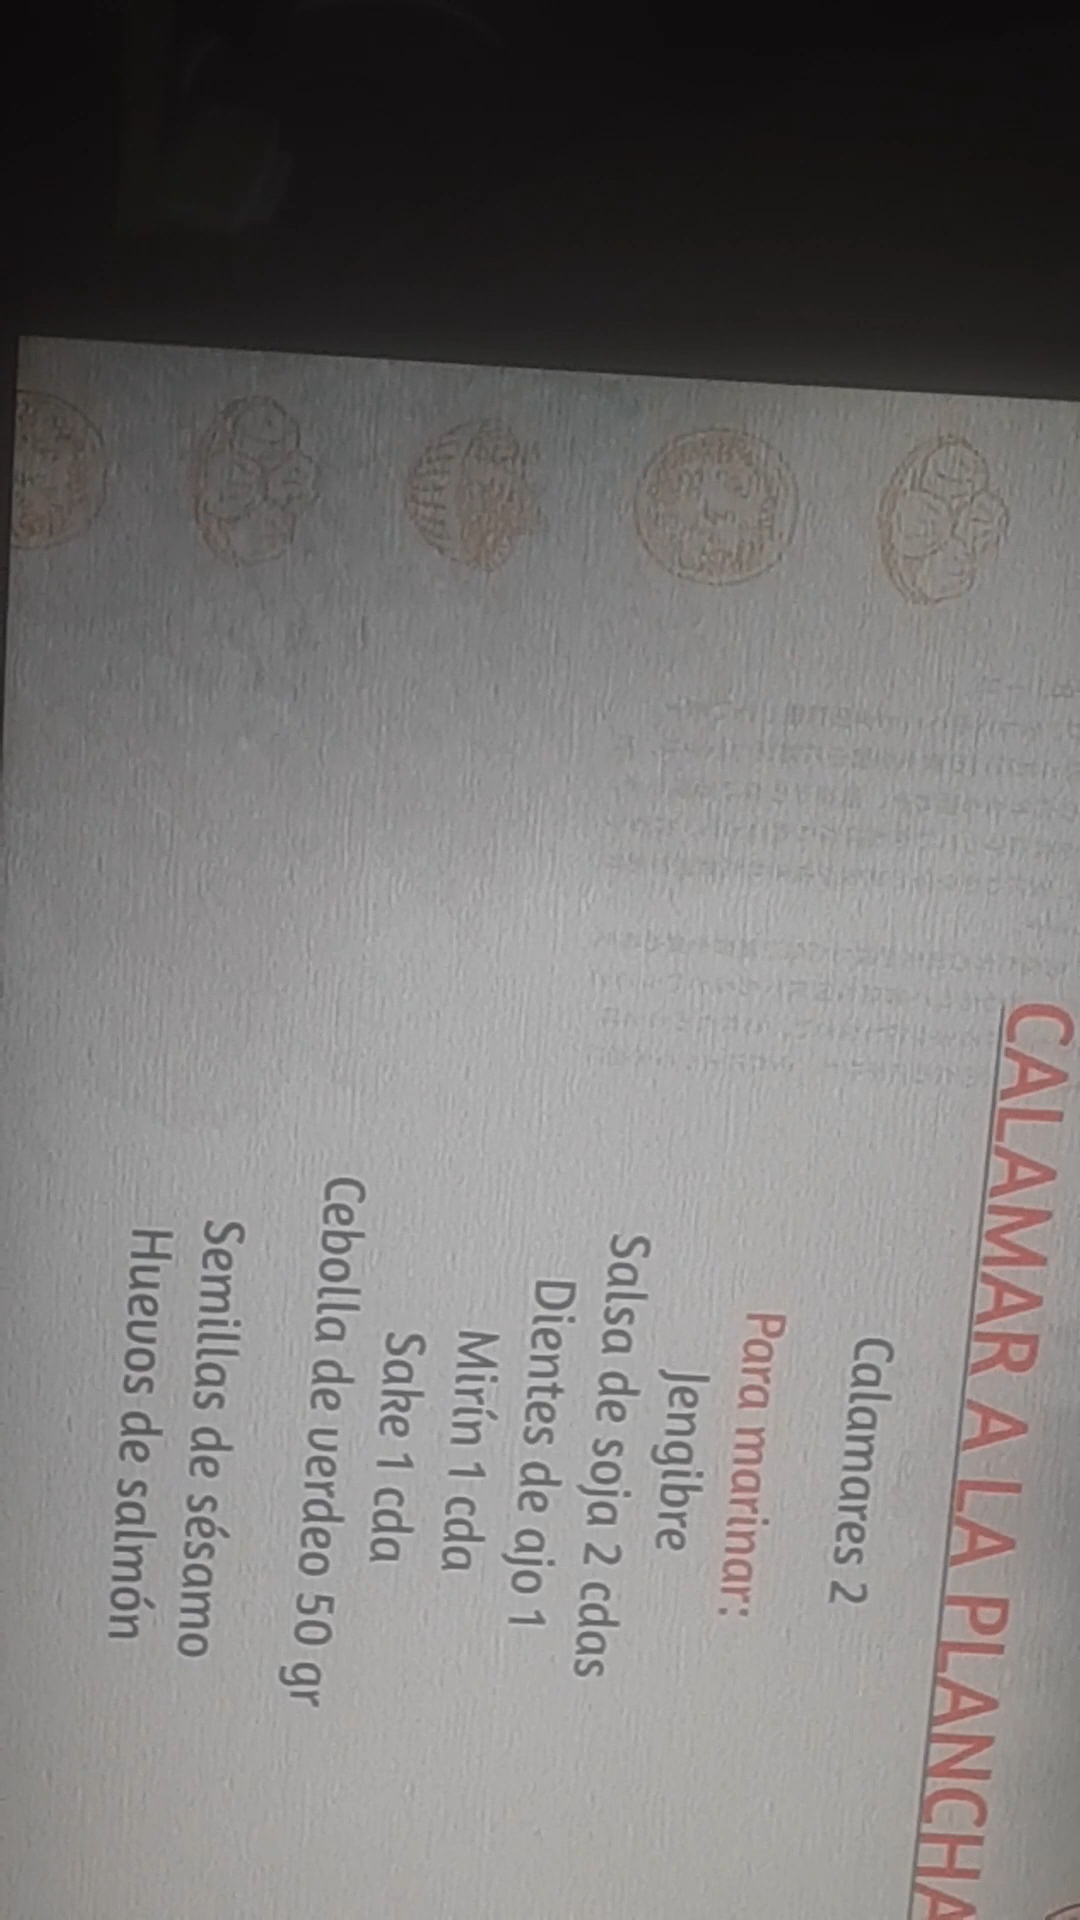 CALAMAR A LA PLANCHA
Calamares 2
Para marinar:
Jengibre
Salsa de soja 2 cdas
Dientes de ajo 1
Mirín 1 cda
Sake 1 cda
Cebolla de verdeo 50 gr
Semillas de sésamo
Huevos de salmón